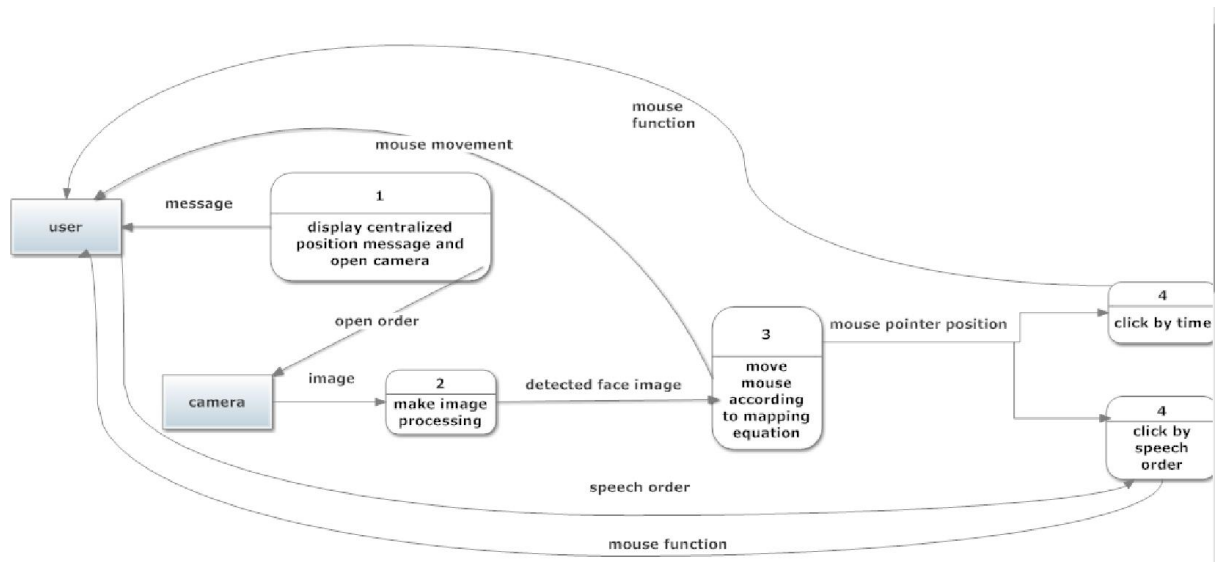 mouse
function
mouse movement
message
1
user
display centralized
position message and
open camera
4
click by time
open order
mouse pointer position
3
image
2
detected face image
move
mouse
according
to mapping
equation
camera
make image
processing
4
click by
speech
order
speech order
mouse function